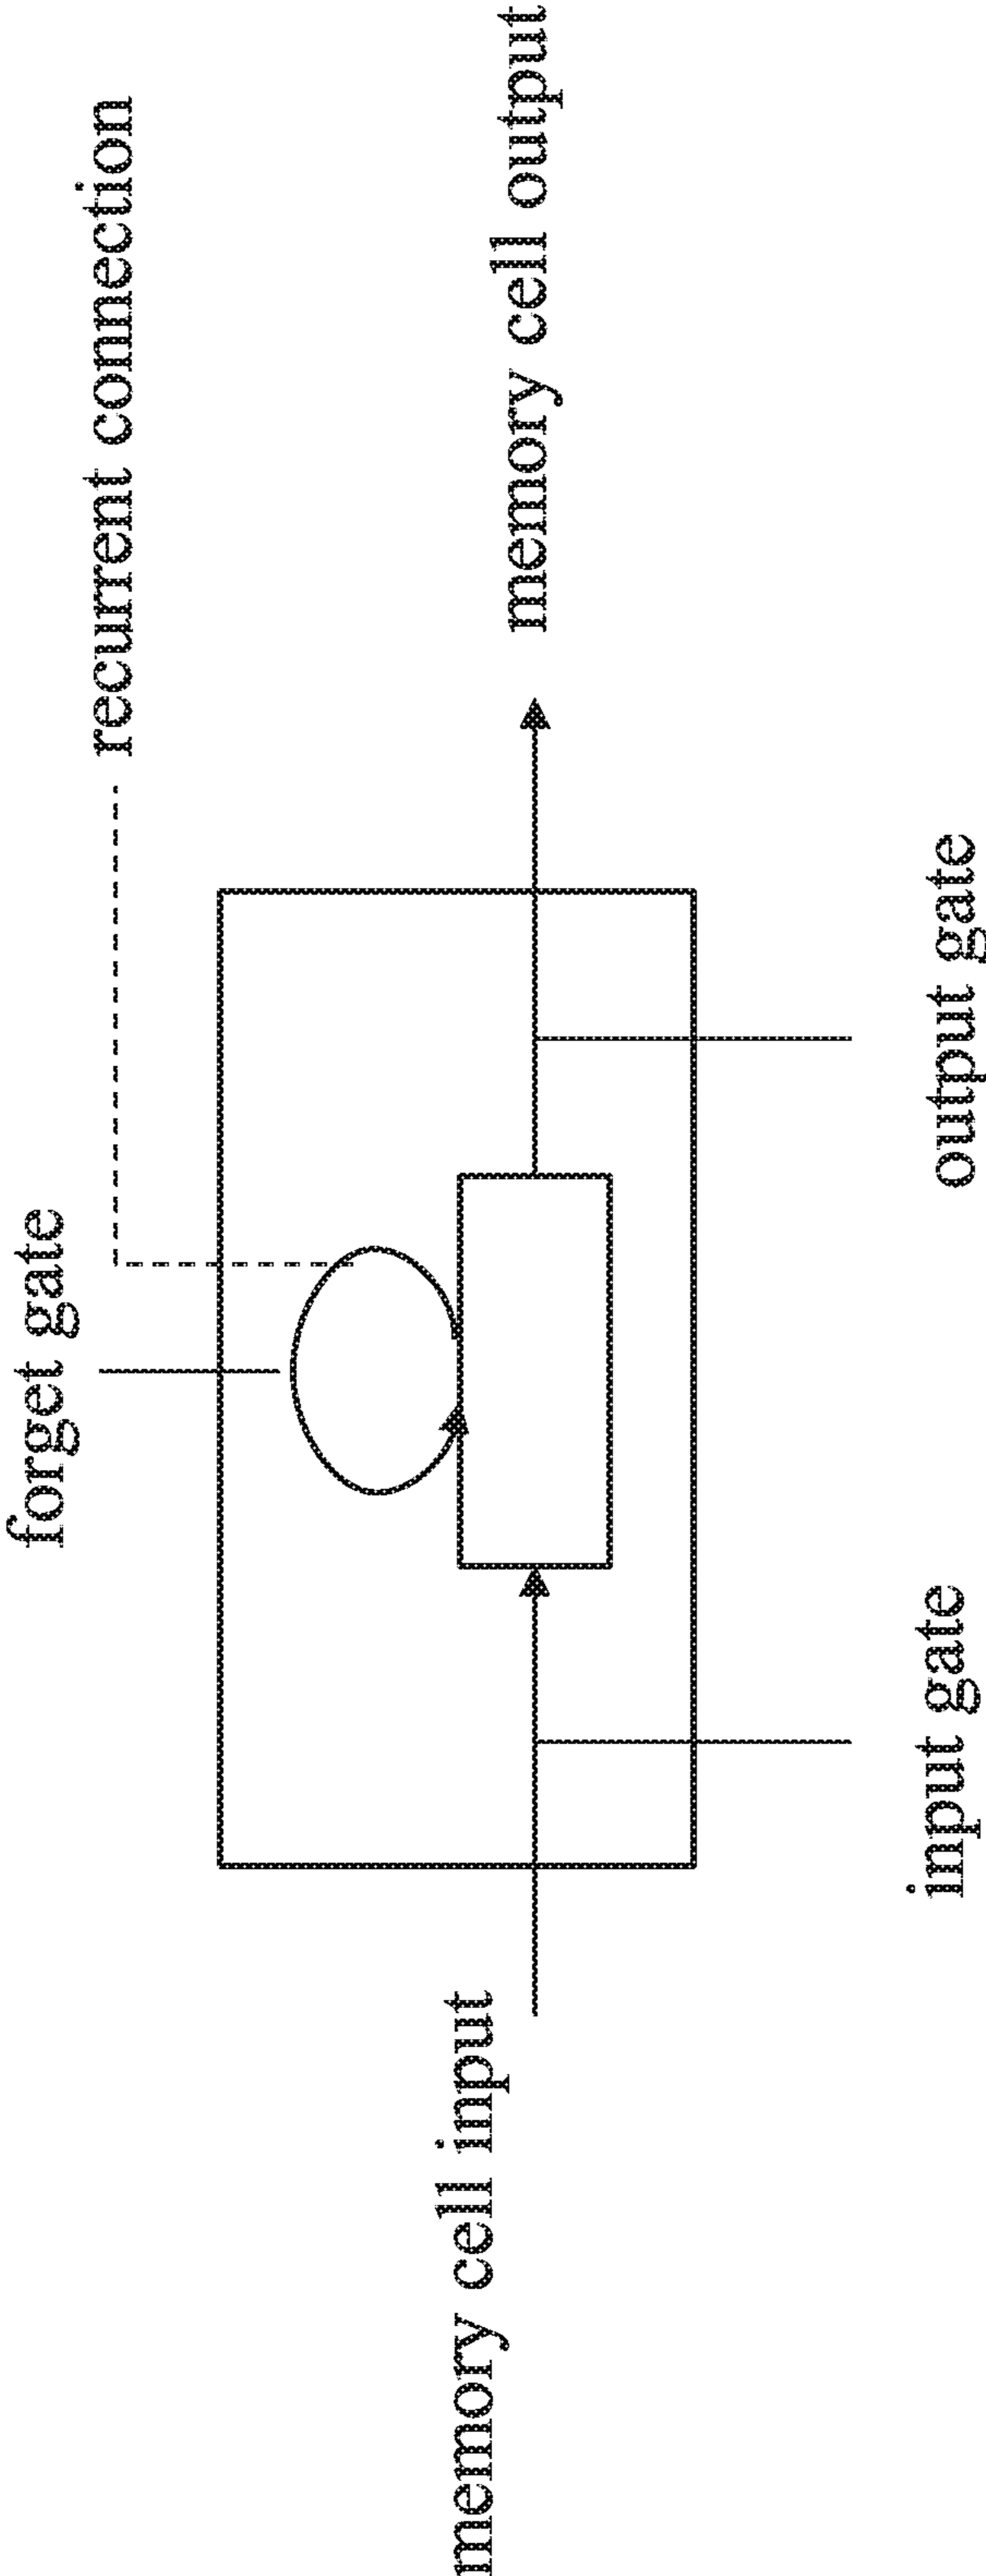 forget gate
recurrent connection
memory cell input
memory cell output
input gate
output gate